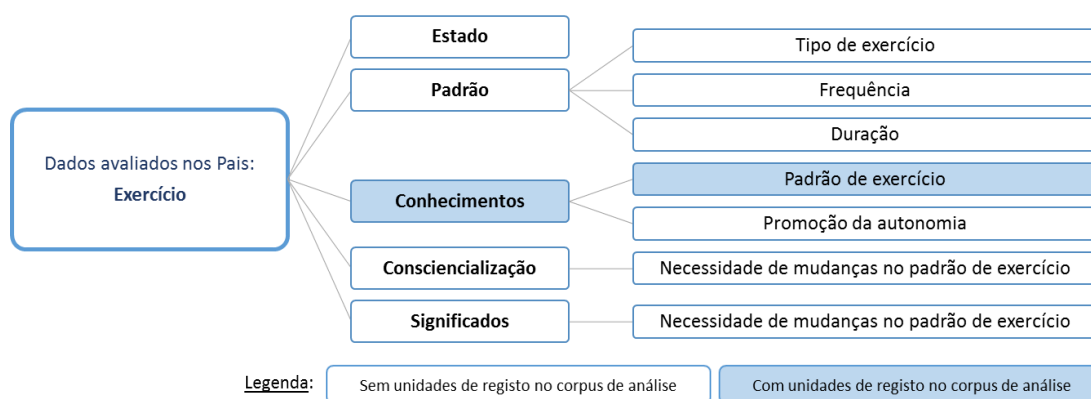 Estado
Tipo de exercício
Padrão
Frequência
Duração
Dados avaliados nos Pais:
Exercício
Padrão de exercício
Conhecimentos
Promoção da autonomia
Consciencialização
Necessidade de mudanças no padrão de exercício
Significados
Necessidade de mudanças no padrão de exercício
Legenda:
Sem unidades de registo no corpus de análise
Com unidades de registo no corpus de análise